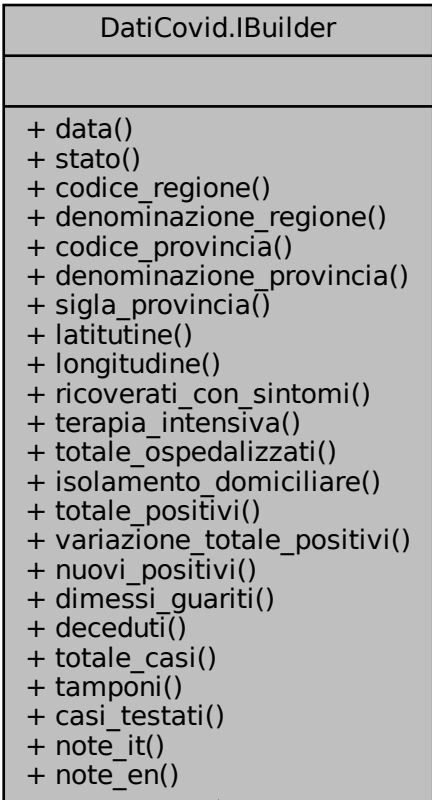 DatiCovid.IBuilder
+ data()
+ stato()
+ codice_regione()
+ denominazione_regione()
+ codice_provincia()
+ denominazione_provincia()
+ sigla_provincia()
+ latitutine()
+ longitudine()
+ ricoverati_con_sintomi()
+ terapia_intensiva()
+ totale_ospedalizzati()
+ isolamento_domiciliare()
+ totale_positivi()
+ variazione_totale_positivi()
+ nuovi_positivi()
+ dimessi_guariti()
+ deceduti()
+ totale_casi()
+ tamponi()
+ casi_testati()
+ note_it()
+ note_en()